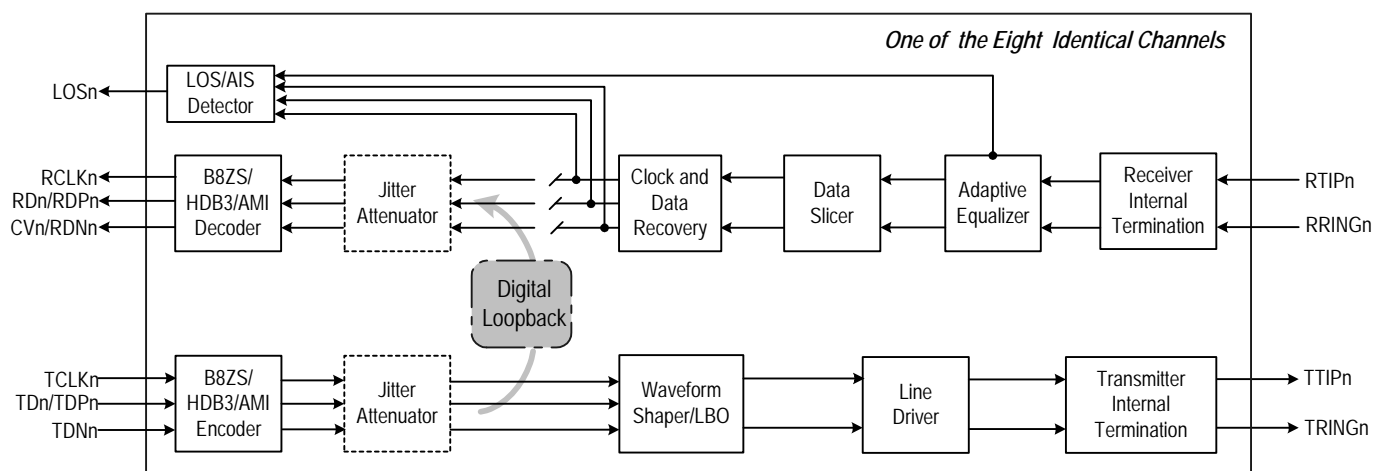 One of the Eight Identical Channels
LOSn
LOS/AIS
Detector
RCLKn
RDn/RDPn
CVn/RDNn
B8ZS/
HDB3/AMI
Decoder
Jitter
Attenuator
Clock and
Data
Recovery
Data
Slicer
Adaptive
Equalizer
Receiver
Internal
Termination
RTIPn
RRINGn
Digital
Loopback
TCLKn
TDn/TDPn
TDNn
B8ZS/
HDB3/AMI
Encoder
Jitter
Attenuator
Waveform
Shaper/LBO
Line
Driver
Transmitter
Internal
Termination
TTIPn
TRINGn